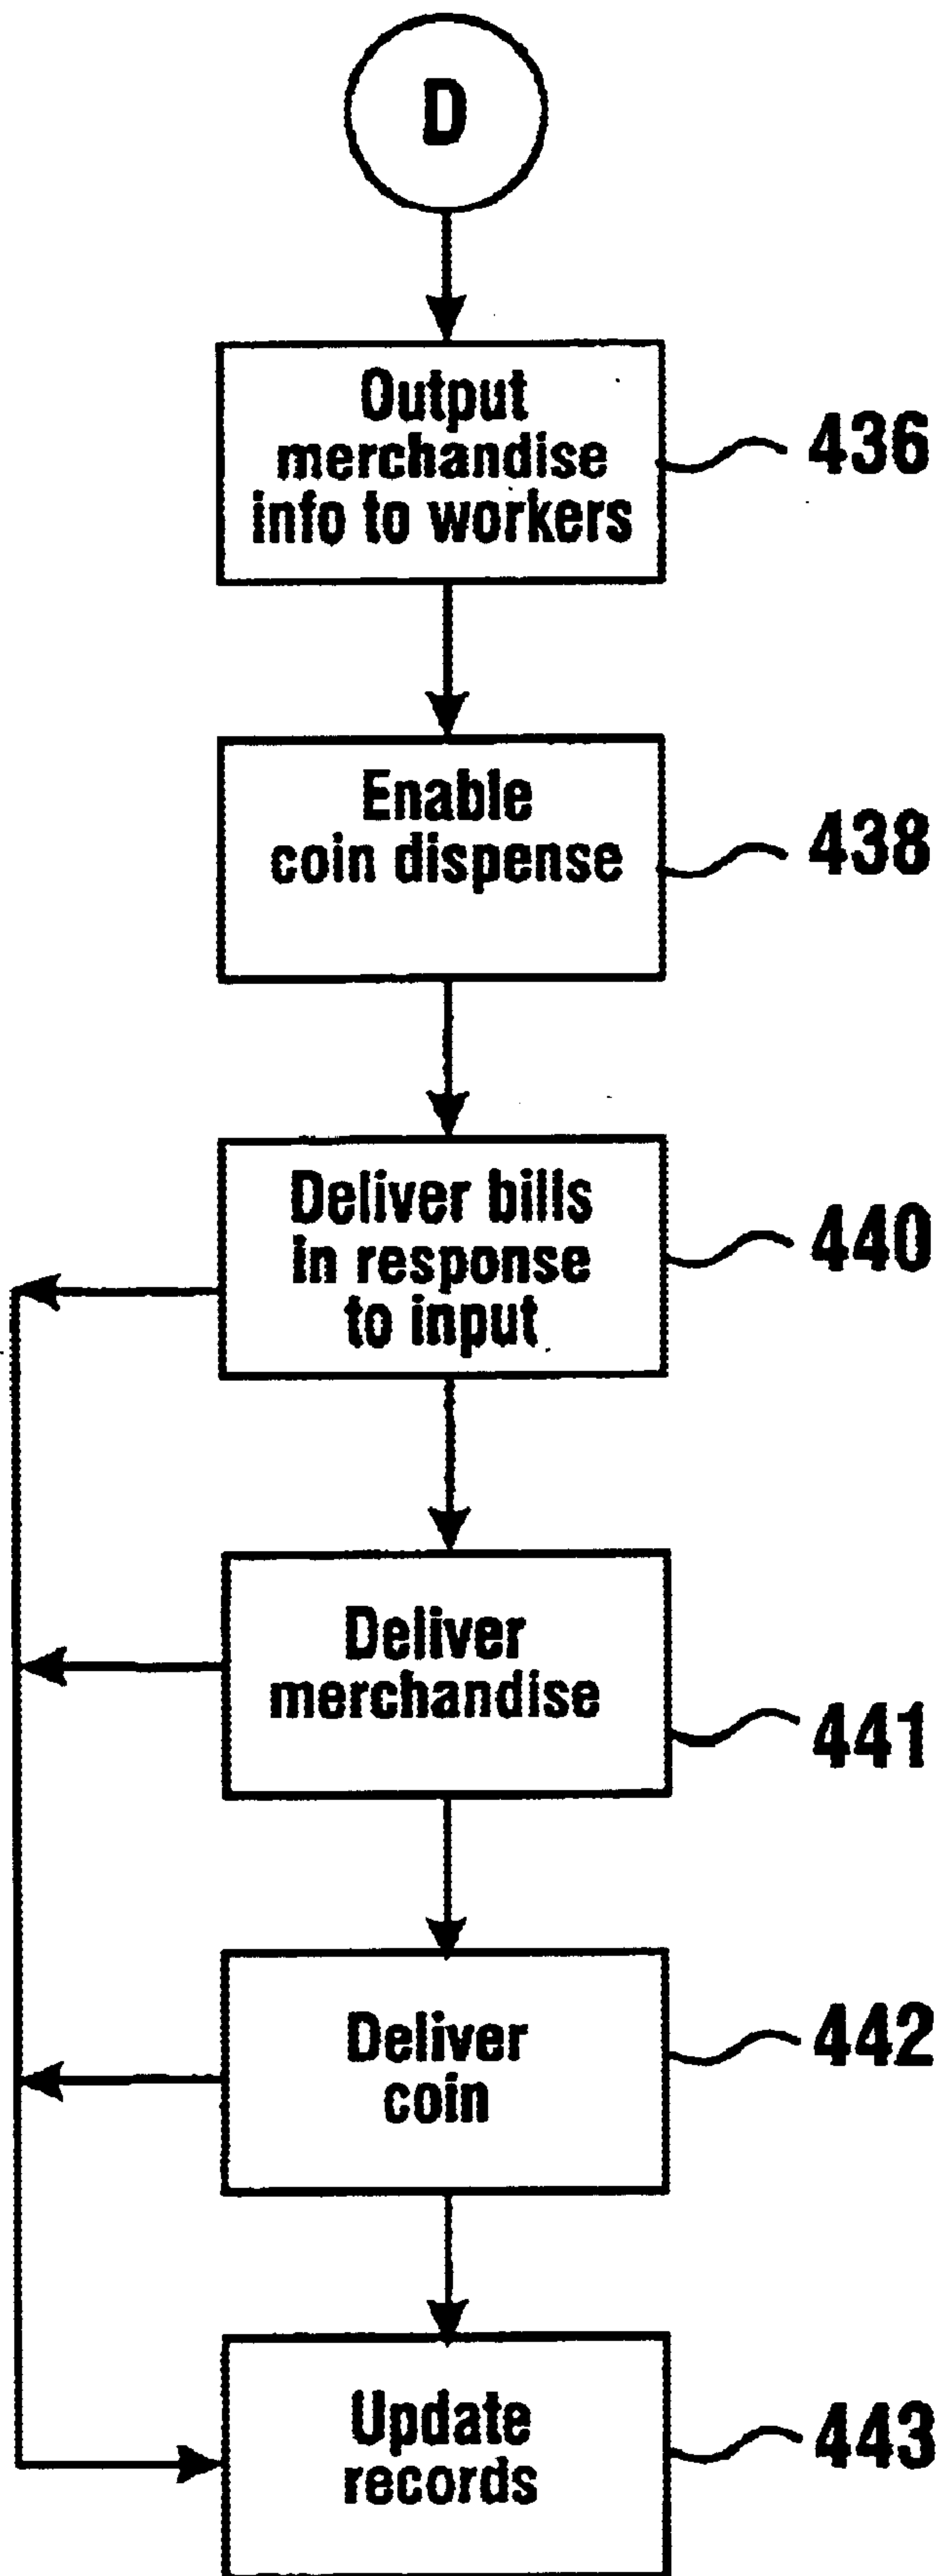 D
Output
merchandise
info to workers
436
Enable
coin dispense
438
Deliver bills
in response
to input
440
Deliver
merchandise
441
Deliver
coin
442
Update
records
443